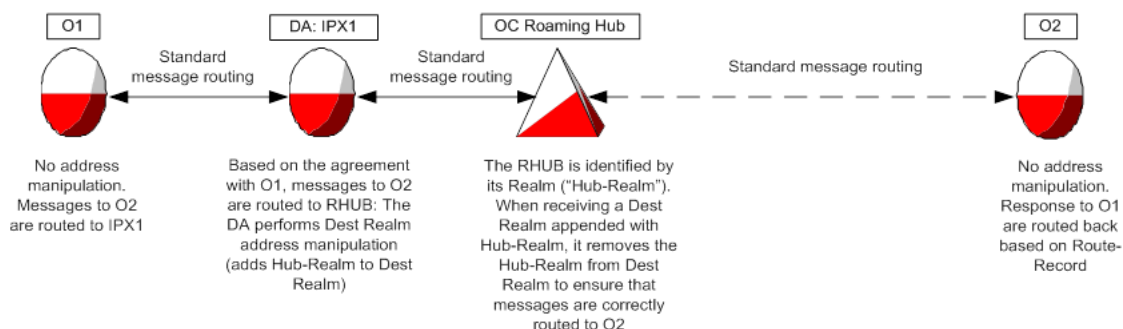 O1
DA: IPX1
OC Roaming Hub
O2
Standard
message routing
Standard
message routing
Standard message routing
No address
manipulation.
Messages to O2
are routed to IPX1
Based on the agreement
with O1, messages to O2
are routed to RHUB: The
DA performs Dest Realm
address manipulation
(adds Hub-Realm to Dest
Realm)
The RHUB is identified by
its Realm (“Hub-Realm”).
When receiving a Dest
Realm appended with
Hub-Realm, it removes the
Hub-Realm from Dest
Realm to ensure that
messages are correctly
routed to O2
No address
manipulation.
Response to O1
are routed back
based on Route-
Record